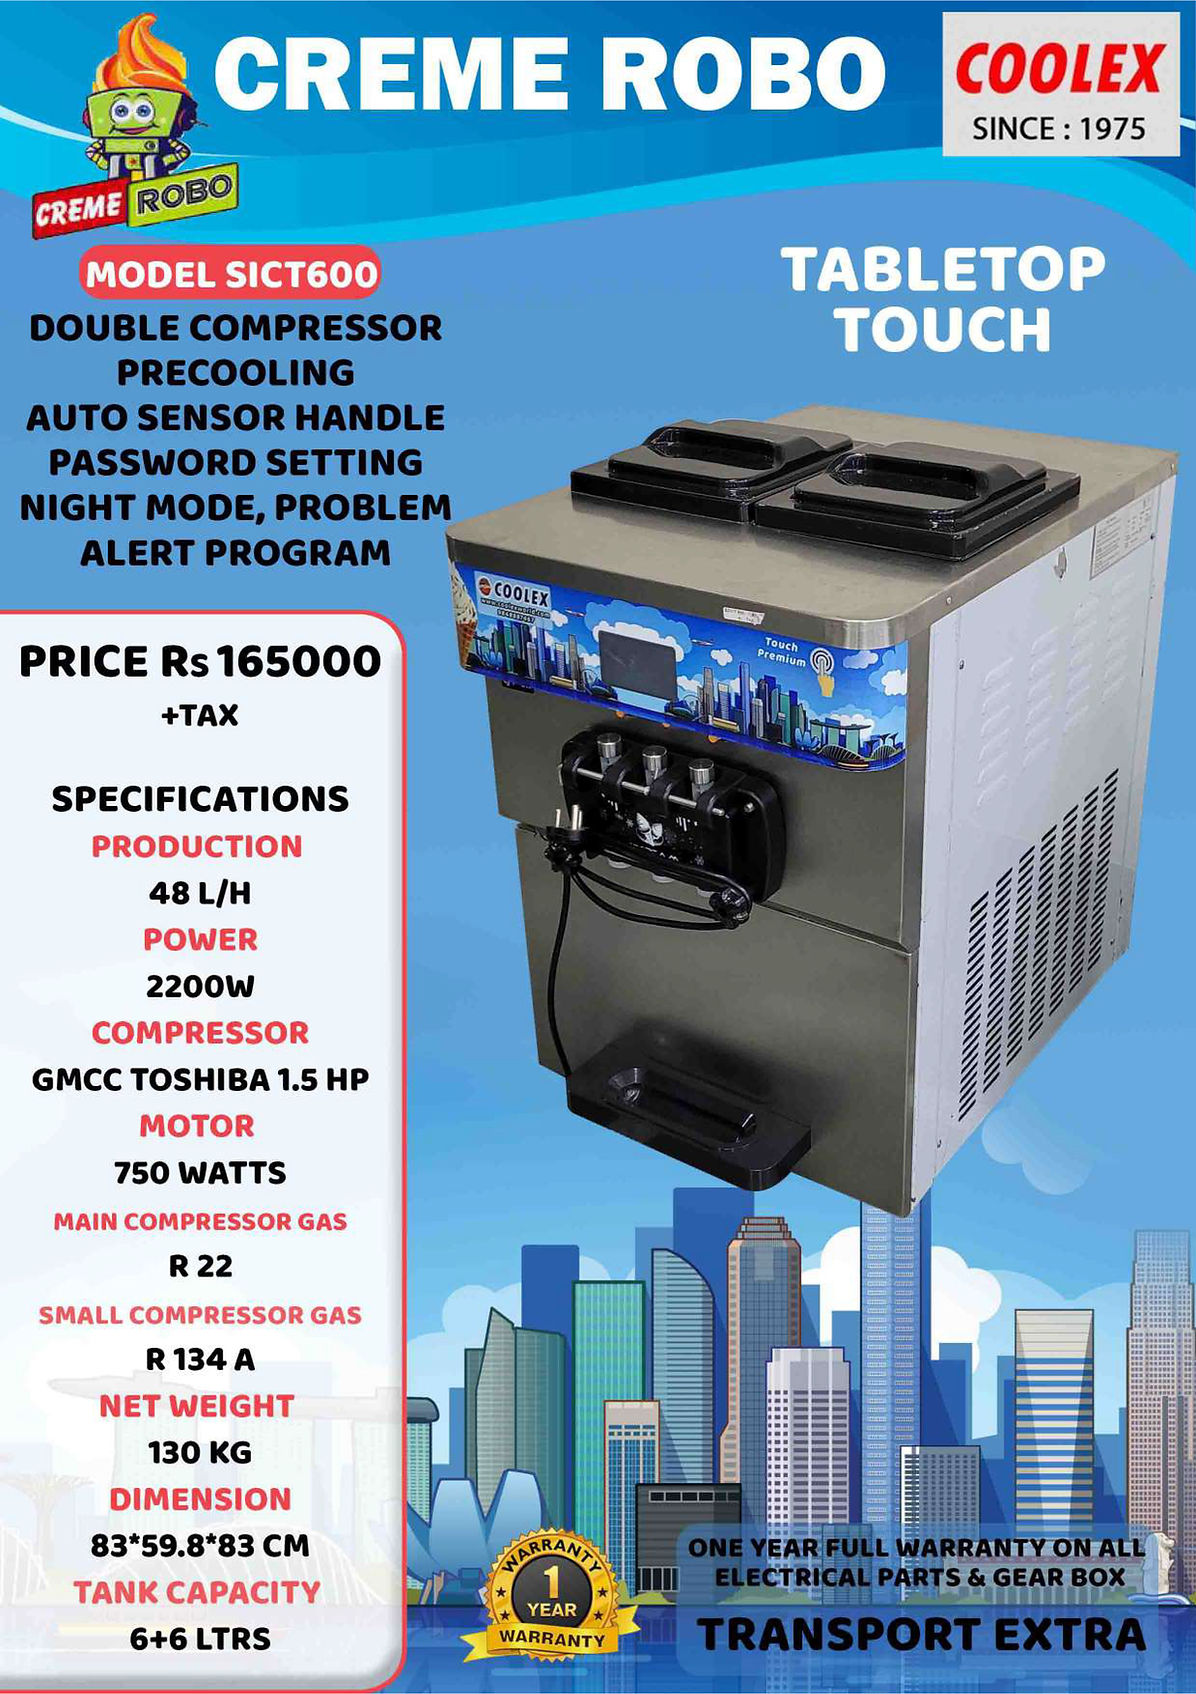 CREME ROBO
COOLEX
SINCE : 1975
CREME ROBO
MODEL SICT600
DOUBLE COMPRESSOR
PRECOOLING
AUTO SENSOR HANDLE
PASSWORD SETTING
NIGHT MODE, PROBLEM
ALERT PROGRAM
TABLETOP
TOUCH
COOLEX
www.coolexworld.com
Touch
Premium
PRICE Rs 165000
+TAX
SPECIFICATIONS
PRODUCTION
48 L/H
POWER
2200W
COMPRESSOR
GMCC TOSHIBA 1.5 HP
MOTOR
750 WATTS
MAIN COMPRESSOR GAS
R 22
SMALL COMPRESSOR GAS
R 134 A
NET WEIGHT
130 KG
DIMENSION
83*59.8*83 CM
TANK CAPACITY
6+6 LTRS
WARRANTY
1
YEAR
WARRANTY
ONE YEAR FULL WARRANTY ON ALL
ELECTRICAL PARTS & GEAR BOX
TRANSPORT EXTRA